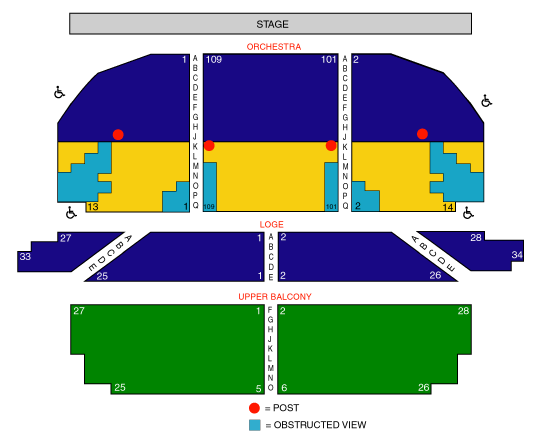 STAGE
ORCHESTRA
1 109 101 2
A A
B B
C C
D D
E E
F F
G G
H H
J J
K K
L L
M M
N N
O O
P P
Q Q
13 1 109 101 2 14
LOGE
27 A B C D E 1 A 2 A B C D E 28
B
33 C 34
D
25 1 E 2 26
UPPER BALCONY
27 1 F 2 28
G
H
J
K
L
M
N
25 5 O 6 26
= POST
= OBSTRUCTED VIEW